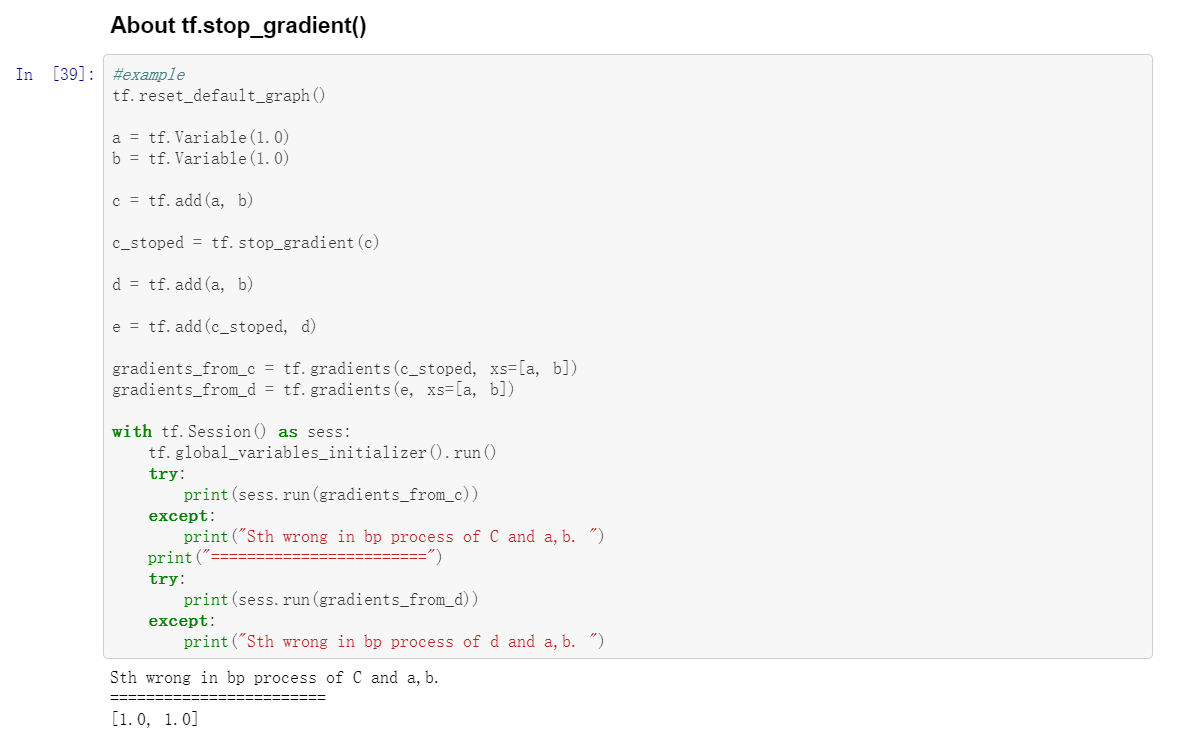 About tf.stop_gradient()
In [39]:
#example
tf.reset_default_graph()
a = tf.Variable(1.0)
b = tf.Variable(1.0)
c = tf.add(a, b)
c_stoped = tf.stop_gradient(c)
d = tf.add(a, b)
e = tf.add(c_stoped, d)
gradients_from_c = tf.gradients(c_stoped, xs=[a, b])
gradients_from_d = tf.gradients(e, xs=[a, b])
with tf.Session() as sess:
    tf.global_variables_initializer().run()
    try:
        print(sess.run(gradients_from_c))
    except:
        print("Sth wrong in bp process of C and a,b. ")
    print("========================")
    try:
        print(sess.run(gradients_from_d))
    except:
        print("Sth wrong in bp process of d and a,b. ")
Sth wrong in bp process of C and a,b.
========================
[1.0, 1.0]